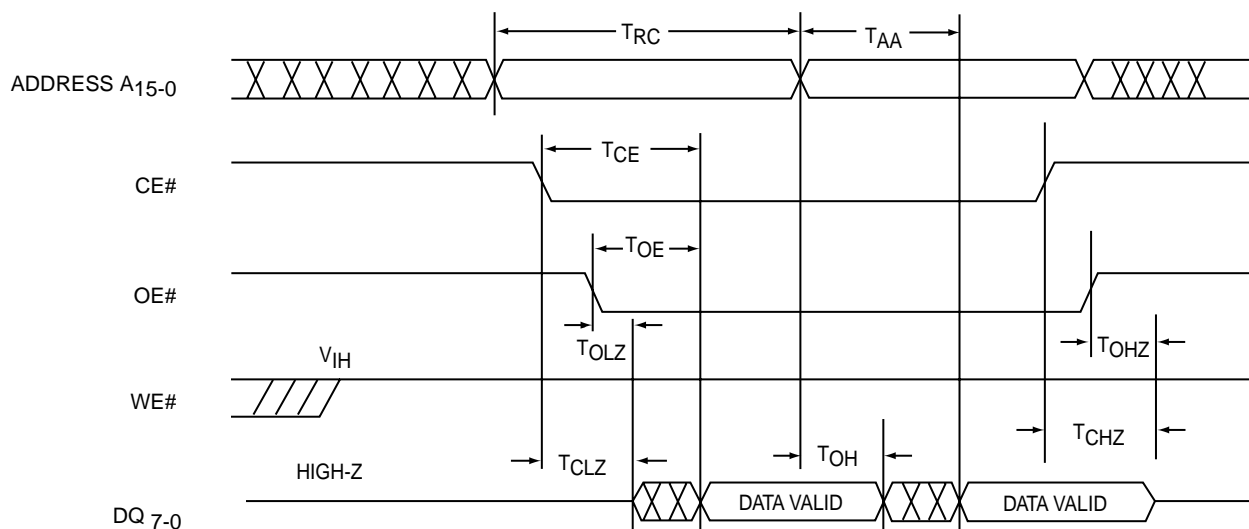 TRC
TAA
ADDRESS A15-0
TCE
CE#
TOE
OE#
TOLZ
TOHZ
VIH
WE#
TCLZ
TOH
TCHZ
HIGH-Z
DATA VALID
DATA VALID
DQ 7-0